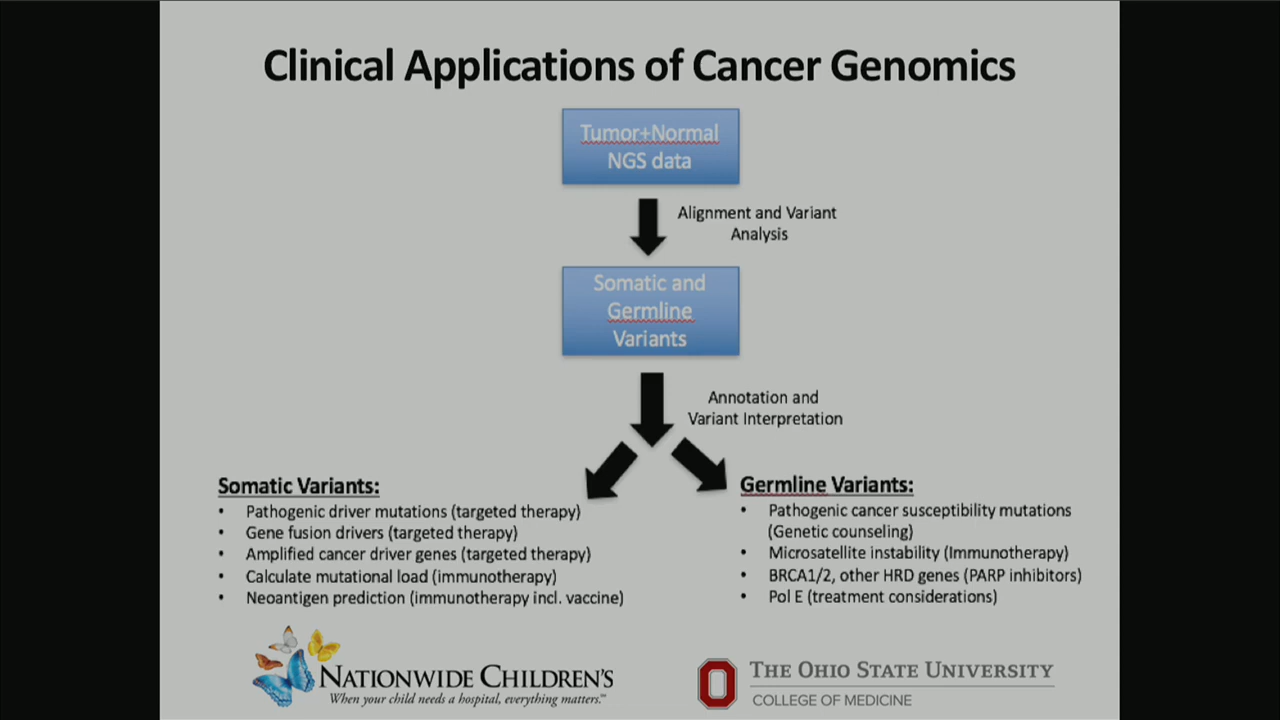 Clinical Applications of Cancer Genomics
Tumor+Normal
NGS data
Alignment and Variant
Analysis
Somatic and
Germline
Variants
Annotation and
Variant Interpretation
Somatic Variants:
• Pathogenic driver mutations (targeted therapy)
• Gene fusion drivers (targeted therapy)
• Amplified cancer driver genes (targeted therapy)
• Calculate mutational load (immunotherapy)
• Neoantigen prediction (immunotherapy incl. vaccine)
Germline Variants:
• Pathogenic cancer susceptibility mutations
(Genetic counseling)
• Microsatellite instability (Immunotherapy)
• BRCA1/2, other HRD genes (PARP inhibitors)
• Pol E (treatment considerations)
NATIONWIDE CHILDREN'S
When your child needs a hospital, everything matters.™
THE OHIO STATE UNIVERSITY
COLLEGE OF MEDICINE